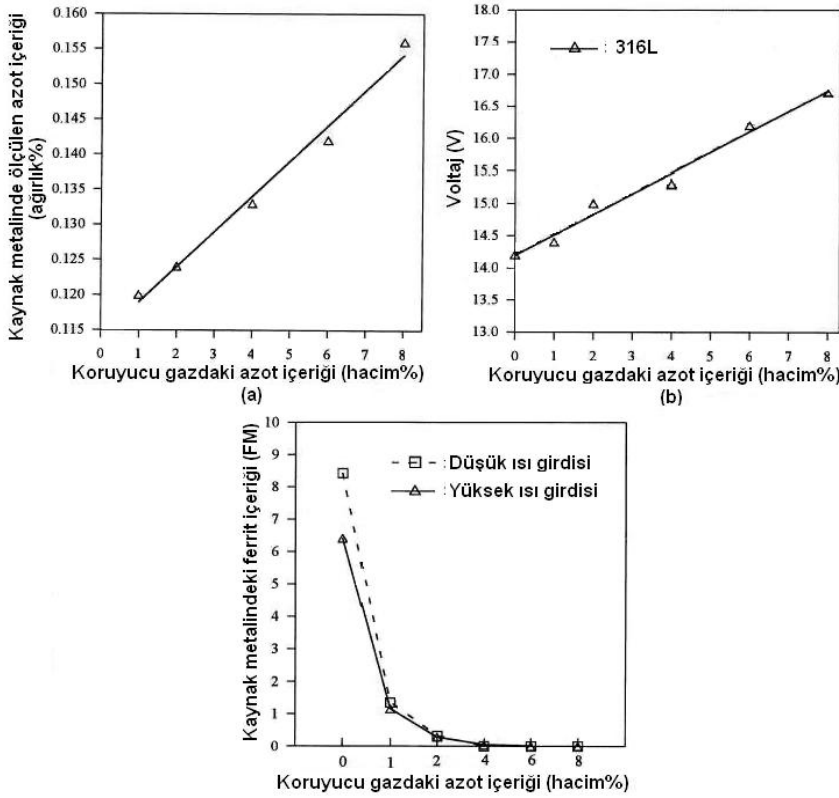 Kaynak metalinde ölçülen azot içeriği
(ağırlık%)
0.160
0.155
0.150
0.145
0.140
0.135
0.130
0.125
0.120
0.115
0 1 2 3 4 5 6 7 8
Koruyucu gazdaki azot içeriği (hacim%)
(a)
Voltaj (V)
18.0
17.5
17.0
16.5
16.0
15.5
15.0
14.5
14.0
13.5
13.0
: 316L
0 1 2 3 4 5 6 7 8
Koruyucu gazdaki azot içeriği (hacim%)
(b)
Kaynak metalindeki ferrit içeriği (FM)
10
9
8
7
6
5
4
3
2
1
0
: Düşük ısı girdisi
: Yüksek ısı girdisi
0 1 2 4 6 8
Koruyucu gazdaki azot içeriği (hacim%)